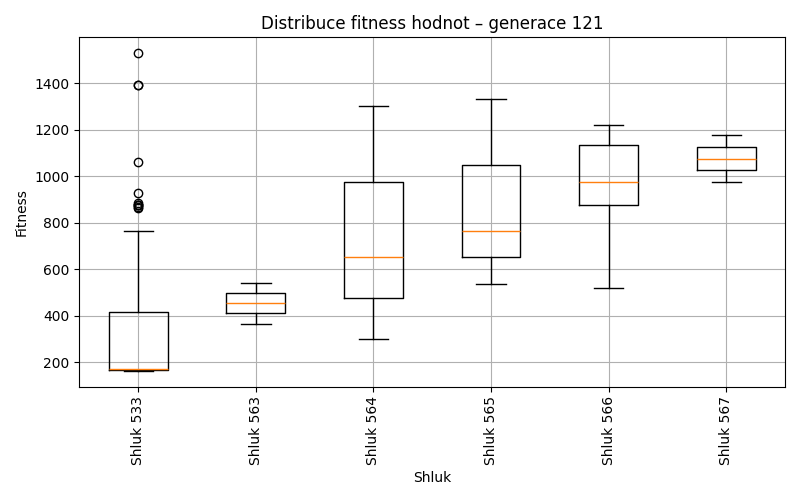 Distribuce fitness hodnot – generace 121
Fitness
1400
1200
1000
800
600
400
200
Shluk 533
Shluk 563
Shluk 564
Shluk 565
Shluk 566
Shluk 567
Shluk